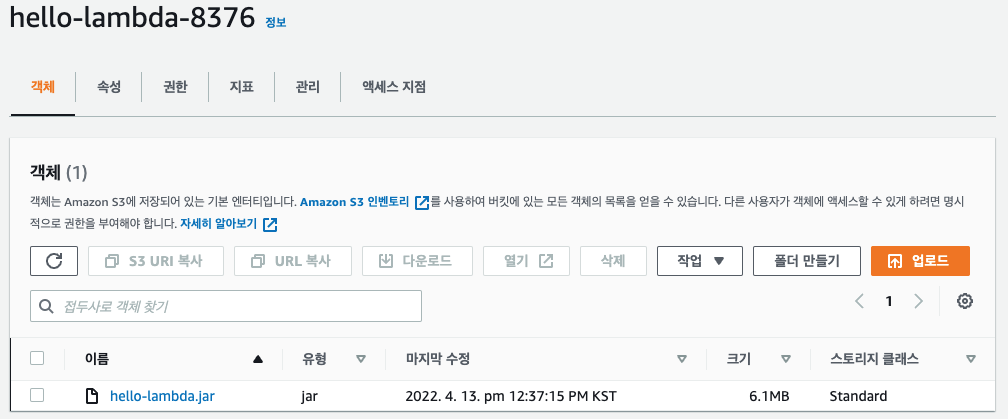 hello-lambda-8376 정보
객체 속성 권한 지표 관리 액세스 지점
객체 (1)
객체는 Amazon S3에 저장되어 있는 기본 엔터티입니다. Amazon S3 인벤토리 를 사용하여 버킷에 있는 모든 객체의 목록을 얻을 수 있습니다. 다른 사용자가 객체에 액세스할 수 있게 하려면 명시
적으로 권한을 부여해야 합니다. 자세히 알아보기
S3 URI 복사 URL 복사 다운로드 열기 삭제 작업 폴더 만들기 업로드
접두사로 객체 찾기 1
이름 유형 마지막 수정 크기 스토리지 클래스
hello-lambda.jar jar 2022. 4. 13. pm 12:37:15 PM KST 6.1MB Standard